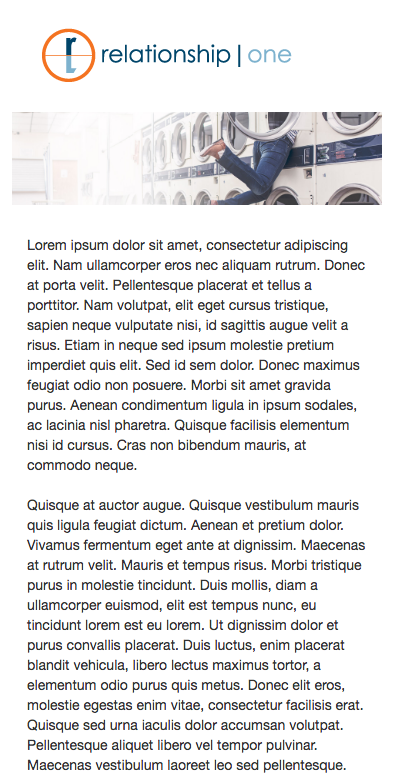 relationship | one
Lorem ipsum dolor sit amet, consectetur adipiscing
elit. Nam ullamcorper eros nec aliquam rutrum. Donec
at porta velit. Pellentesque placerat et tellus a
porttitor. Nam volutpat, elit eget cursus tristique,
sapien neque vulputate nisi, id sagittis augue velit a
risus. Etiam in neque sed ipsum molestie pretium
imperdiet quis elit. Sed id sem dolor. Donec maximus
feugiat odio non posuere. Morbi sit amet gravida
purus. Aenean condimentum ligula in ipsum sodales,
ac lacinia nisl pharetra. Quisque facilisis elementum
nisi id cursus. Cras non bibendum mauris, at
commodo neque.
Quisque at auctor augue. Quisque vestibulum mauris
quis ligula feugiat dictum. Aenean et pretium dolor.
Vivamus fermentum eget ante at dignissim. Maecenas
at rutrum velit. Mauris et tempus risus. Morbi tristique
purus in molestie tincidunt. Duis mollis, diam a
ullamcorper euismod, elit est tempus nunc, eu
tincidunt lorem est eu lorem. Ut dignissim dolor et
purus convallis placerat. Duis luctus, enim placerat
blandit vehicula, libero lectus maximus tortor, a
elementum odio purus quis metus. Donec elit eros,
molestie egestas enim vitae, consectetur facilisis erat.
Quisque sed urna iaculis dolor accumsan volutpat.
Pellentesque aliquet libero vel tempor pulvinar.
Maecenas vestibulum laoreet leo sed pellentesque.